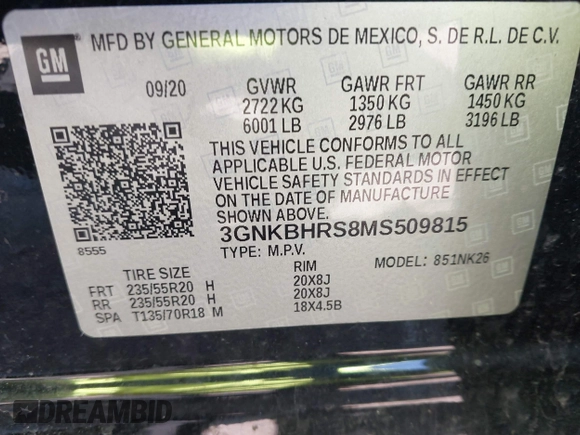 GM
MFD BY GENERAL MOTORS DE MEXICO, S. DE R.L. DE C.V.
09/20 GVWR GAWR FRT GAWR RR
2722 KG 1350 KG 1450 KG
6001 LB 2976 LB 3196 LB
THIS VEHICLE CONFORMS TO ALL
APPLICABLE U.S. FEDERAL MOTOR
VEHICLE SAFETY STANDARDS IN EFFECT
ON THE DATE OF MANUFACTURE SHOWN ABOVE.
3GNKBHRS8MS509815
8555 TYPE: M.P.V. MODEL: 851NK26
TIRE SIZE RIM
FRT 235/55R20 H 20X8J
RR 235/55R20 H 20X8J
SPA T135/70R18 M 18X4.5B
DREAMBID